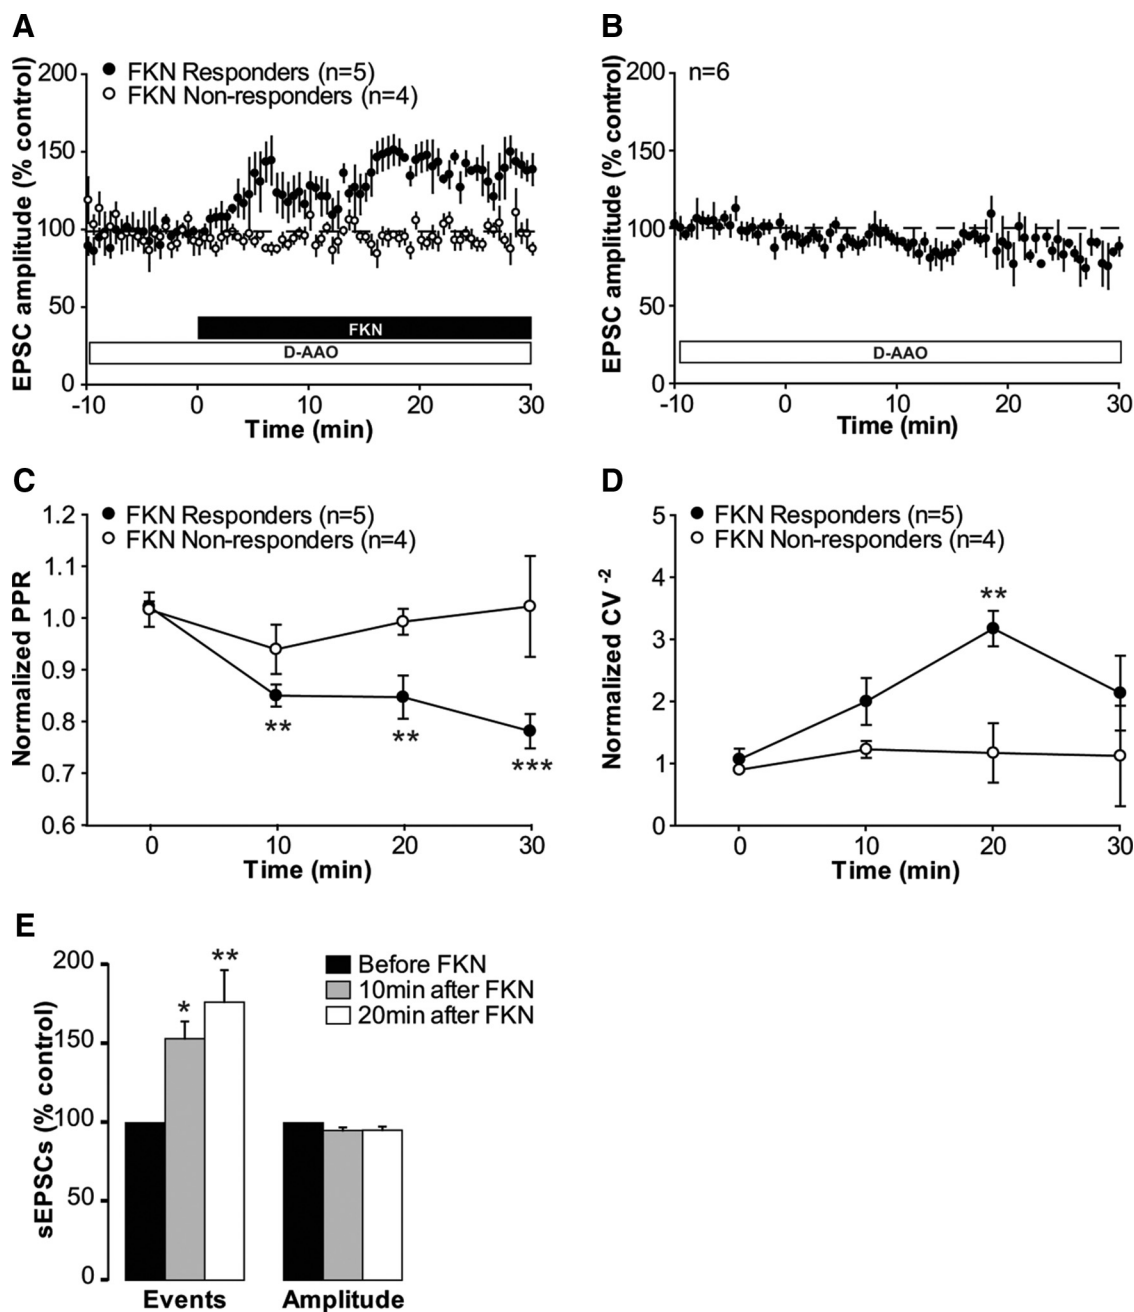 A
FKN Responders (n=5)
FKN Non-responders (n=4)
EPSC amplitude (% control)
200
150
100
50
0
FKN
D-AAO
-10 0 10 20 30
Time (min)
B
n=6
EPSC amplitude (% control)
200
150
100
50
0
D-AAO
-10 0 10 20 30
Time (min)
C
FKN Responders (n=5)
FKN Non-responders (n=4)
Normalized PPR
1.2
1.1
1.0
0.9
0.8
0.7
0.6
**
**
***
0 10 20 30
Time (min)
D
FKN Responders (n=5)
FKN Non-responders (n=4)
Normalized CV -2
5
4
3
2
1
0
**
0 10 20 30
Time (min)
E
sEPSCs (% control)
200
150
100
50
0
*
**
Before FKN
10min after FKN
20min after FKN
Events Amplitude